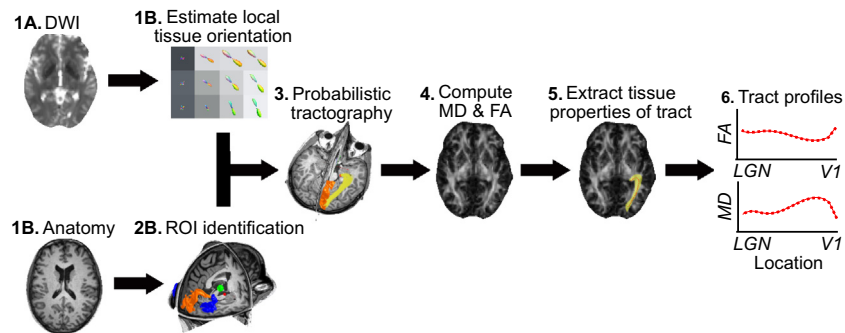 1A. DWI
1B. Estimate local
tissue orientation
3. Probabilistic
tractography
4. Compute
MD & FA
5. Extract tissue
properties of tract
6. Tract profiles
FA
LGN V1
MD
LGN V1
Location
1B. Anatomy
2B. ROI identification